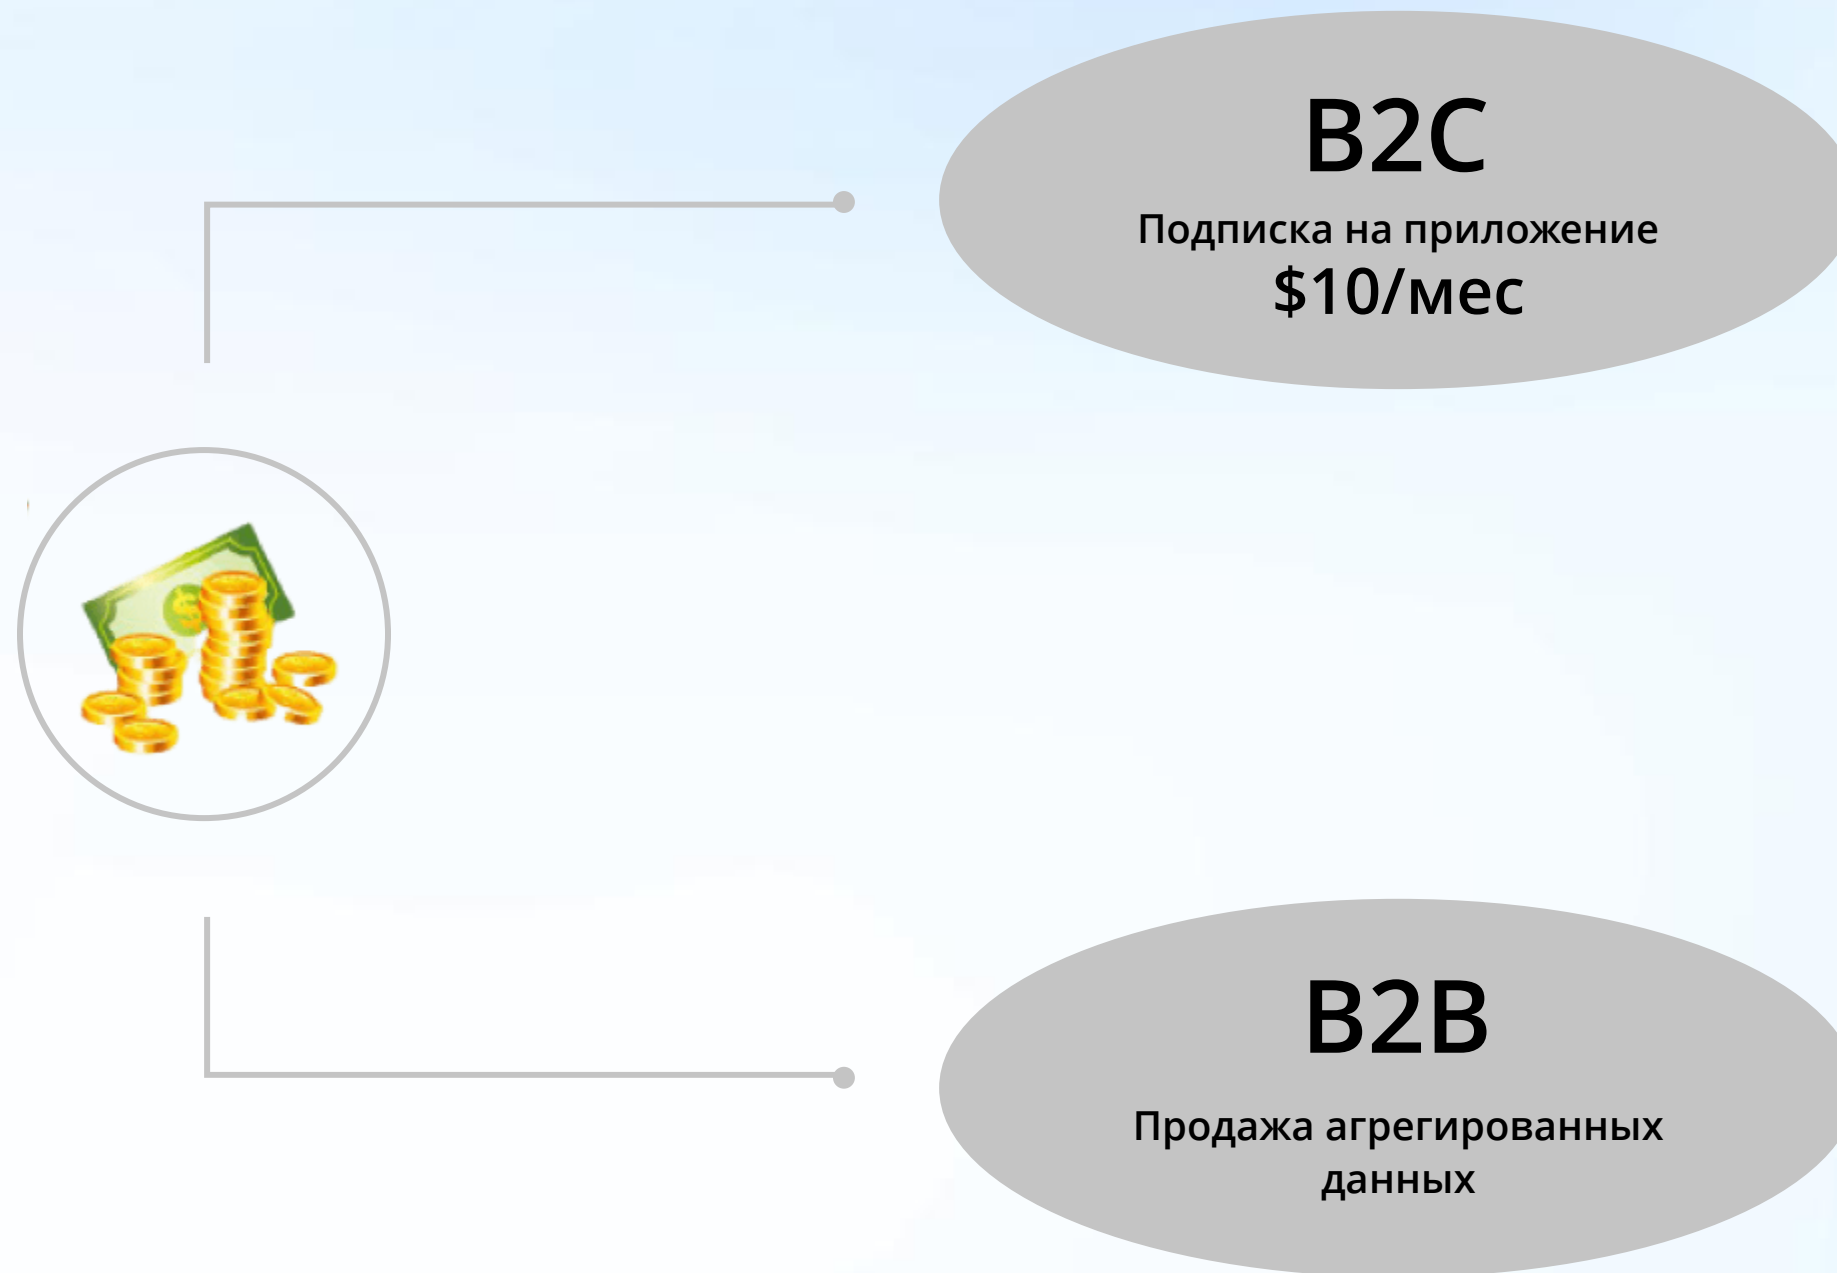 B2C
Подписка на приложение
$10/мес
B2B
Продажа агрегированных
данных